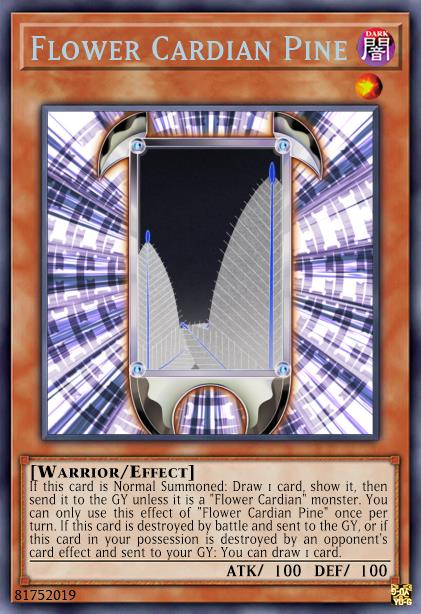 FLOWER CARDIAN PINE
DARK
闇
[WARRIOR/EFFECT]
If this card is Normal Summoned: Draw 1 card, show it, then
send it to the GY unless it is a "Flower Cardian" monster. You
can only use this effect of "Flower Cardian Pine" once per
turn. If this card is destroyed by battle and sent to the GY, or if
this card in your possession is destroyed by an opponent's
card effect and sent to your GY: You can draw 1 card.
ATK/ 100 DEF/ 100
81752019